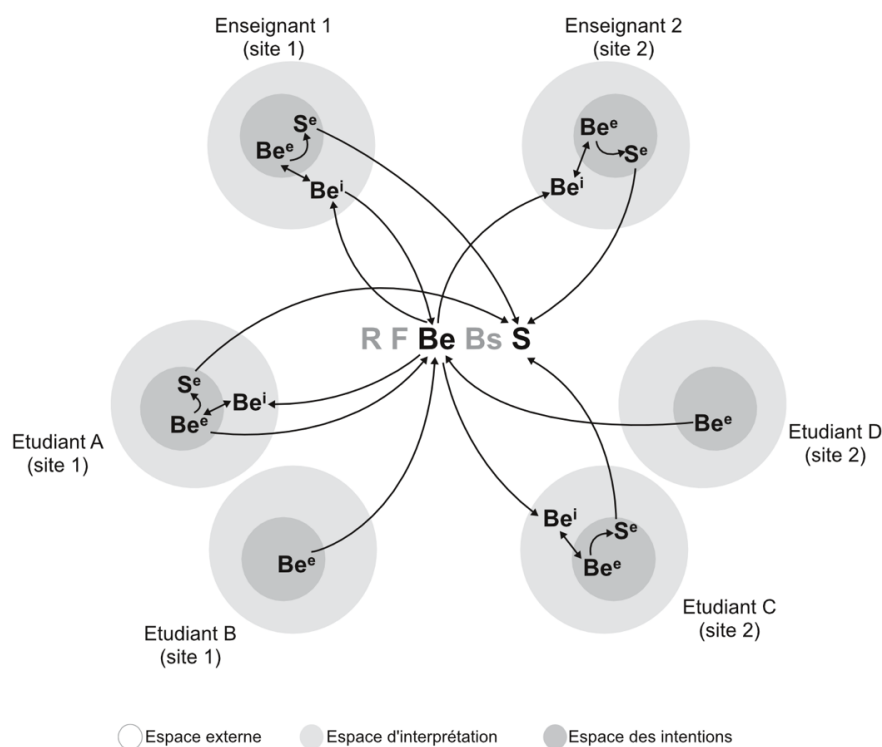 Enseignant 1
(site 1)
Enseignant 2
(site 2)
Sᵉ
Beᵉ
Beⁱ
Beᵉ
Sᵉ
Beⁱ
R F Be Bs S
Sᵉ
Beⁱ
Beᵉ
Etudiant A
(site 1)
Beᵉ
Etudiant D
(site 2)
Beⁱ
Sᵉ
Beᵉ
Etudiant C
(site 2)
Beᵉ
Etudiant B
(site 1)
Espace externe
Espace d'interprétation
Espace des intentions